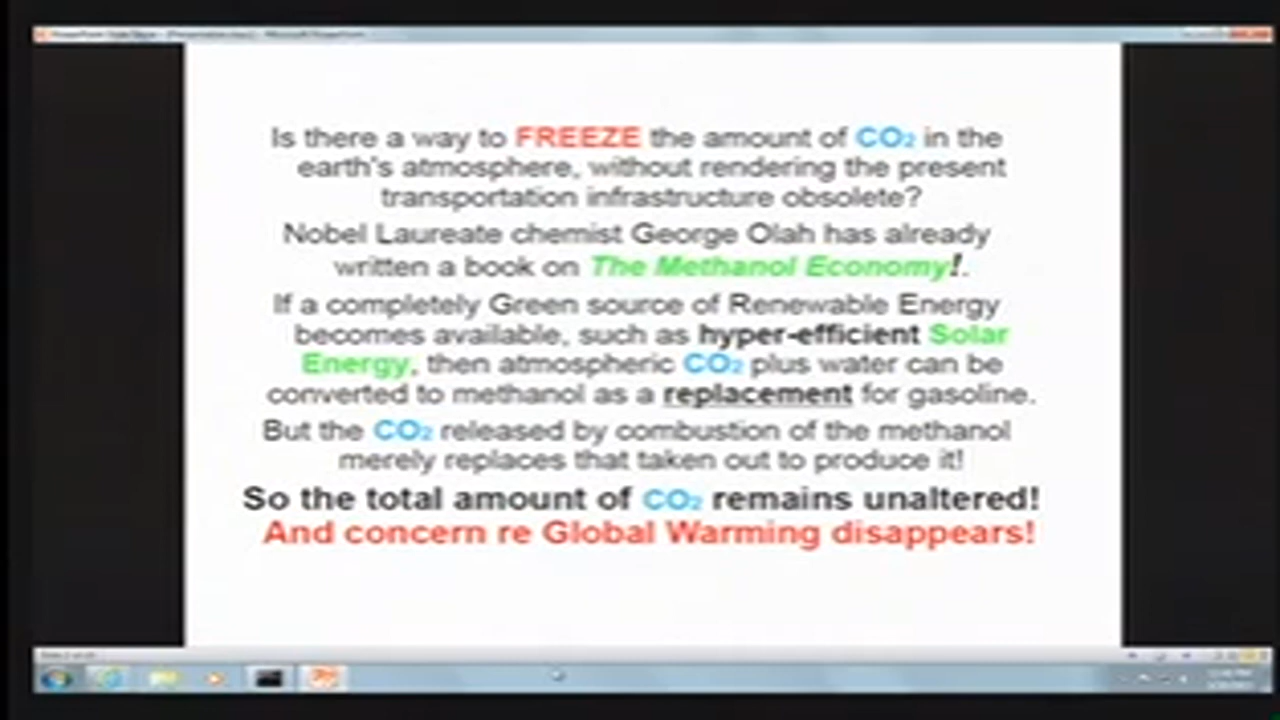 Is there a way to FREEZE the amount of CO₂ in the
earth's atmosphere, without rendering the present
transportation infrastructure obsolete?
Nobel Laureate chemist George Olah has already
written a book on The Methanol Economy!.
If a completely Green source of Renewable Energy
becomes available, such as hyper-efficient Solar
Energy, then atmospheric CO₂ plus water can be
converted to methanol as a replacement for gasoline.
But the CO₂ released by combustion of the methanol
merely replaces that taken out to produce it!
So the total amount of CO₂ remains unaltered!
And concern re Global Warming disappears!